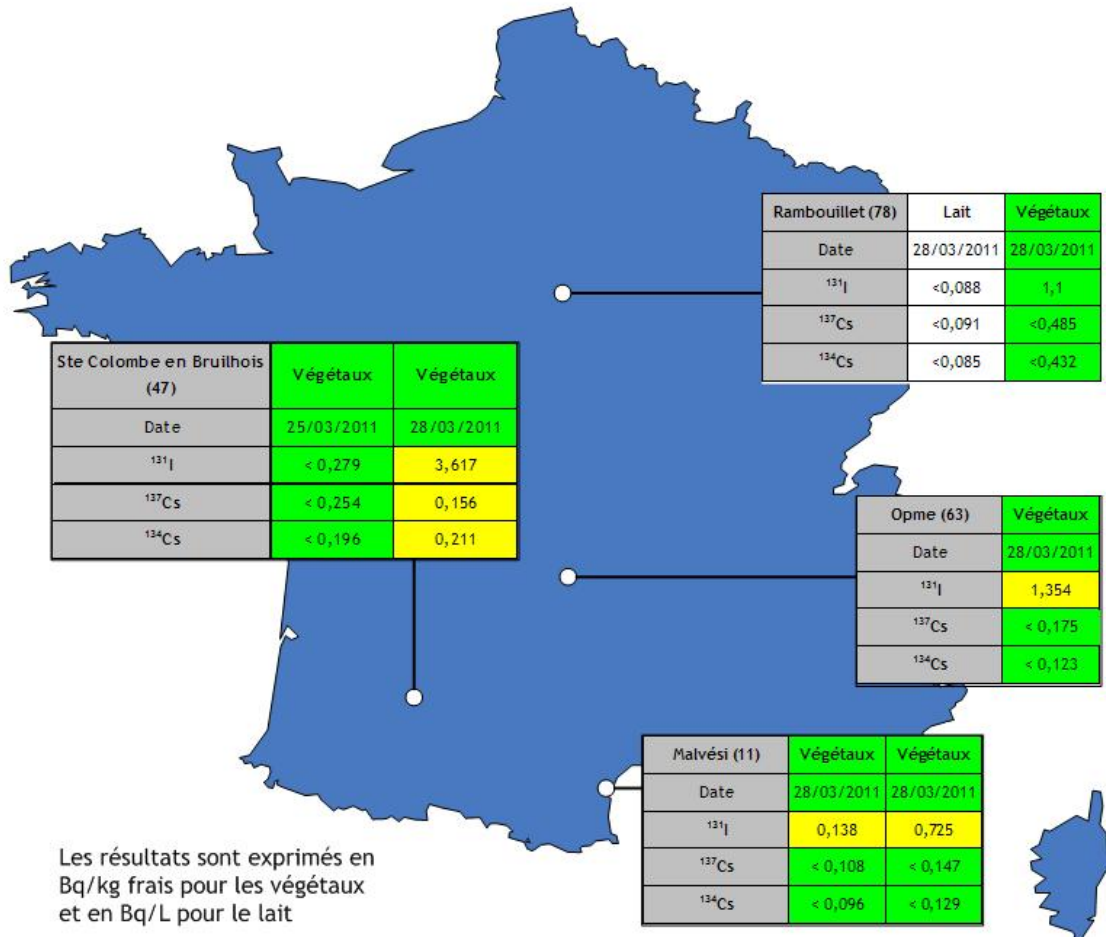 Rambouillet (78) Lait Végétaux
Date 28/03/2011 28/03/2011
¹³¹I <0,088 1,1
¹³⁷Cs <0,091 <0,485
¹³⁴Cs <0,085 <0,432
Ste Colombe en Bruilhois
(47) Végétaux Végétaux
Date 25/03/2011 28/03/2011
¹³¹I < 0,279 3,617
¹³⁷Cs < 0,254 0,156
¹³⁴Cs < 0,196 0,211
Opme (63) Végétaux
Date 28/03/2011
¹³¹I 1,354
¹³⁷Cs < 0,175
¹³⁴Cs < 0,123
Malvési (11) Végétaux Végétaux
Date 28/03/2011 28/03/2011
¹³¹I 0,138 0,725
¹³⁷Cs < 0,108 < 0,147
¹³⁴Cs < 0,096 < 0,129
Les résultats sont exprimés en
Bq/kg frais pour les végétaux
et en Bq/L pour le lait